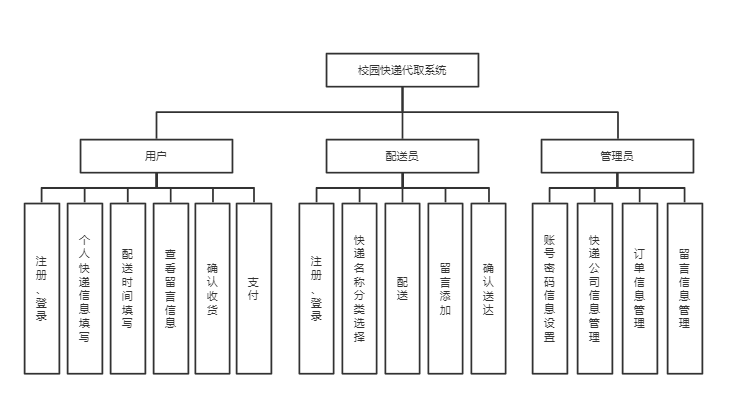 校园快递代取系统
用户
配送员
管理员
注册、登录
个人快递信息填写
配送时间填写
查看留言信息
确认收货
支付
注册、登录
快递名称分类选择
配送
留言添加
确认送达
账号密码信息设置
快递公司信息管理
订单信息管理
留言信息管理